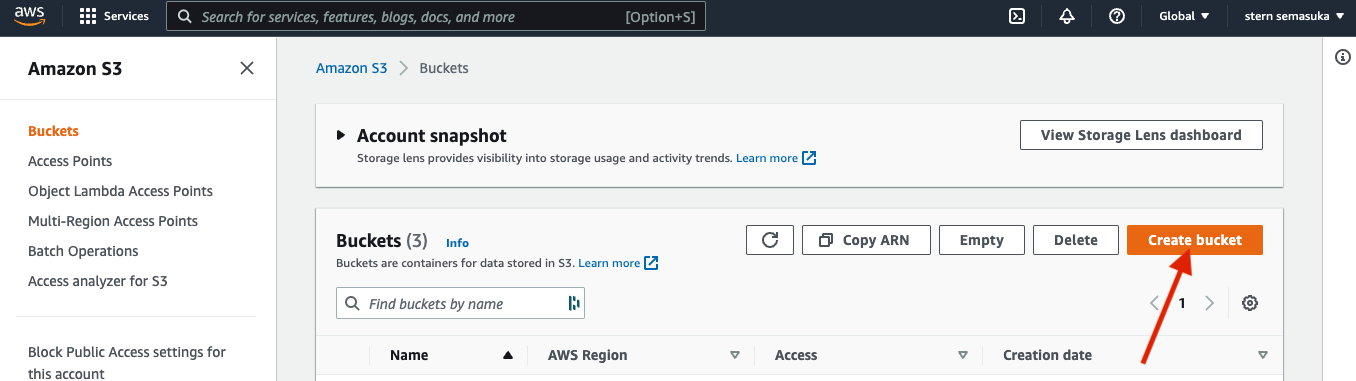 aws Services Search for services, features, blogs, docs, and more [Option+S] Global stern semasuka
Amazon S3
Buckets
Access Points
Object Lambda Access Points
Multi-Region Access Points
Batch Operations
Access analyzer for S3
Block Public Access settings for
this account
Amazon S3 Buckets
Account snapshot
Storage lens provides visibility into storage usage and activity trends. Learn more
View Storage Lens dashboard
Buckets (3) Info
Buckets are containers for data stored in S3. Learn more
Copy ARN Empty Delete Create bucket
Find buckets by name
1
Name AWS Region Access Creation date